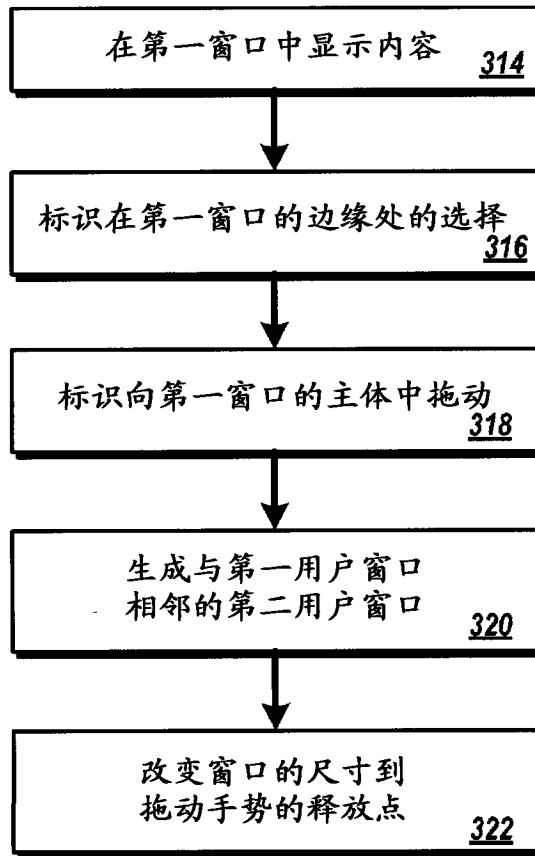 在第一窗口中显示内容
314
标识在第一窗口的边缘处的选择
316
标识向第一窗口的主体中拖动
318
生成与第一用户窗口
相邻的第二用户窗口
320
改变窗口的尺寸到
拖动手势的释放点
322